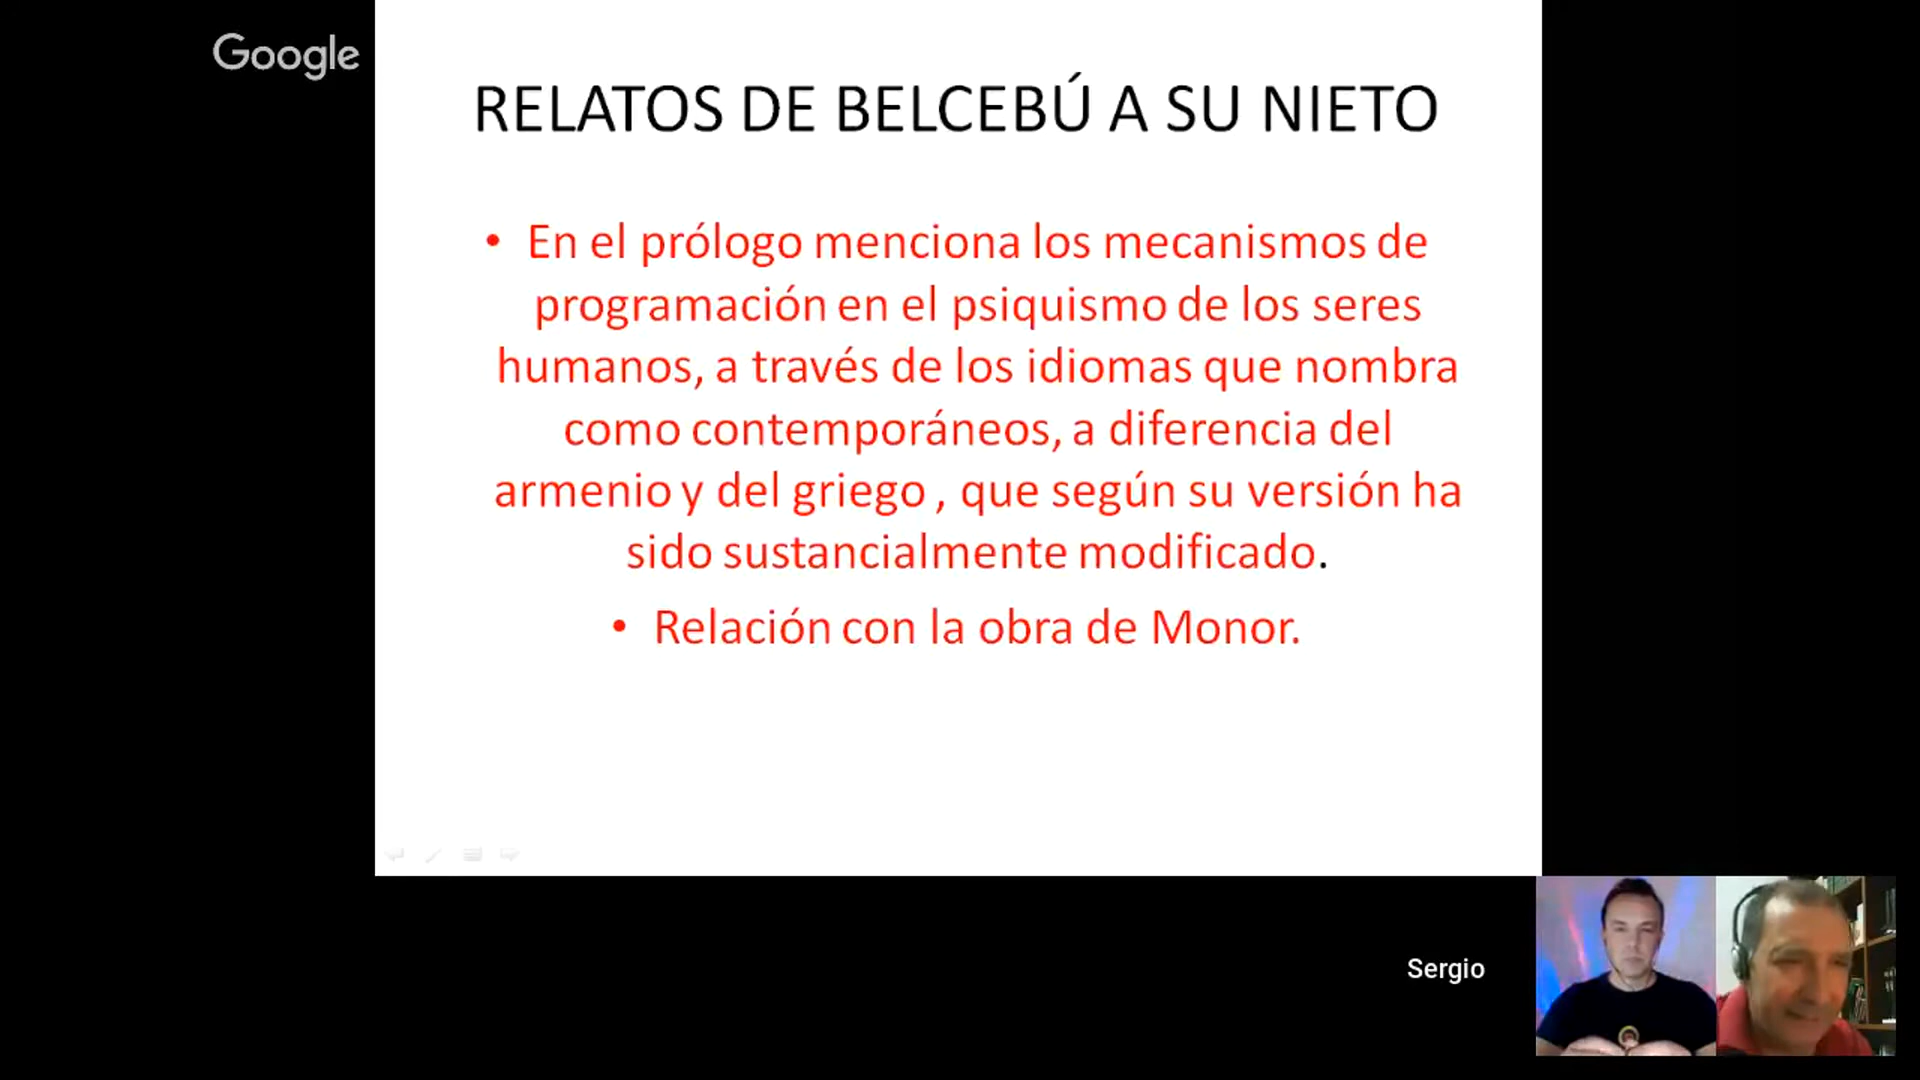 Google
RELATOS DE BELCEBÚ A SU NIETO
• En el prólogo menciona los mecanismos de
programación en el psiquismo de los seres
humanos, a través de los idiomas que nombra
como contemporáneos, a diferencia del
armenio y del griego , que según su versión ha
sido sustancialmente modificado.
• Relación con la obra de Monor.
Sergio